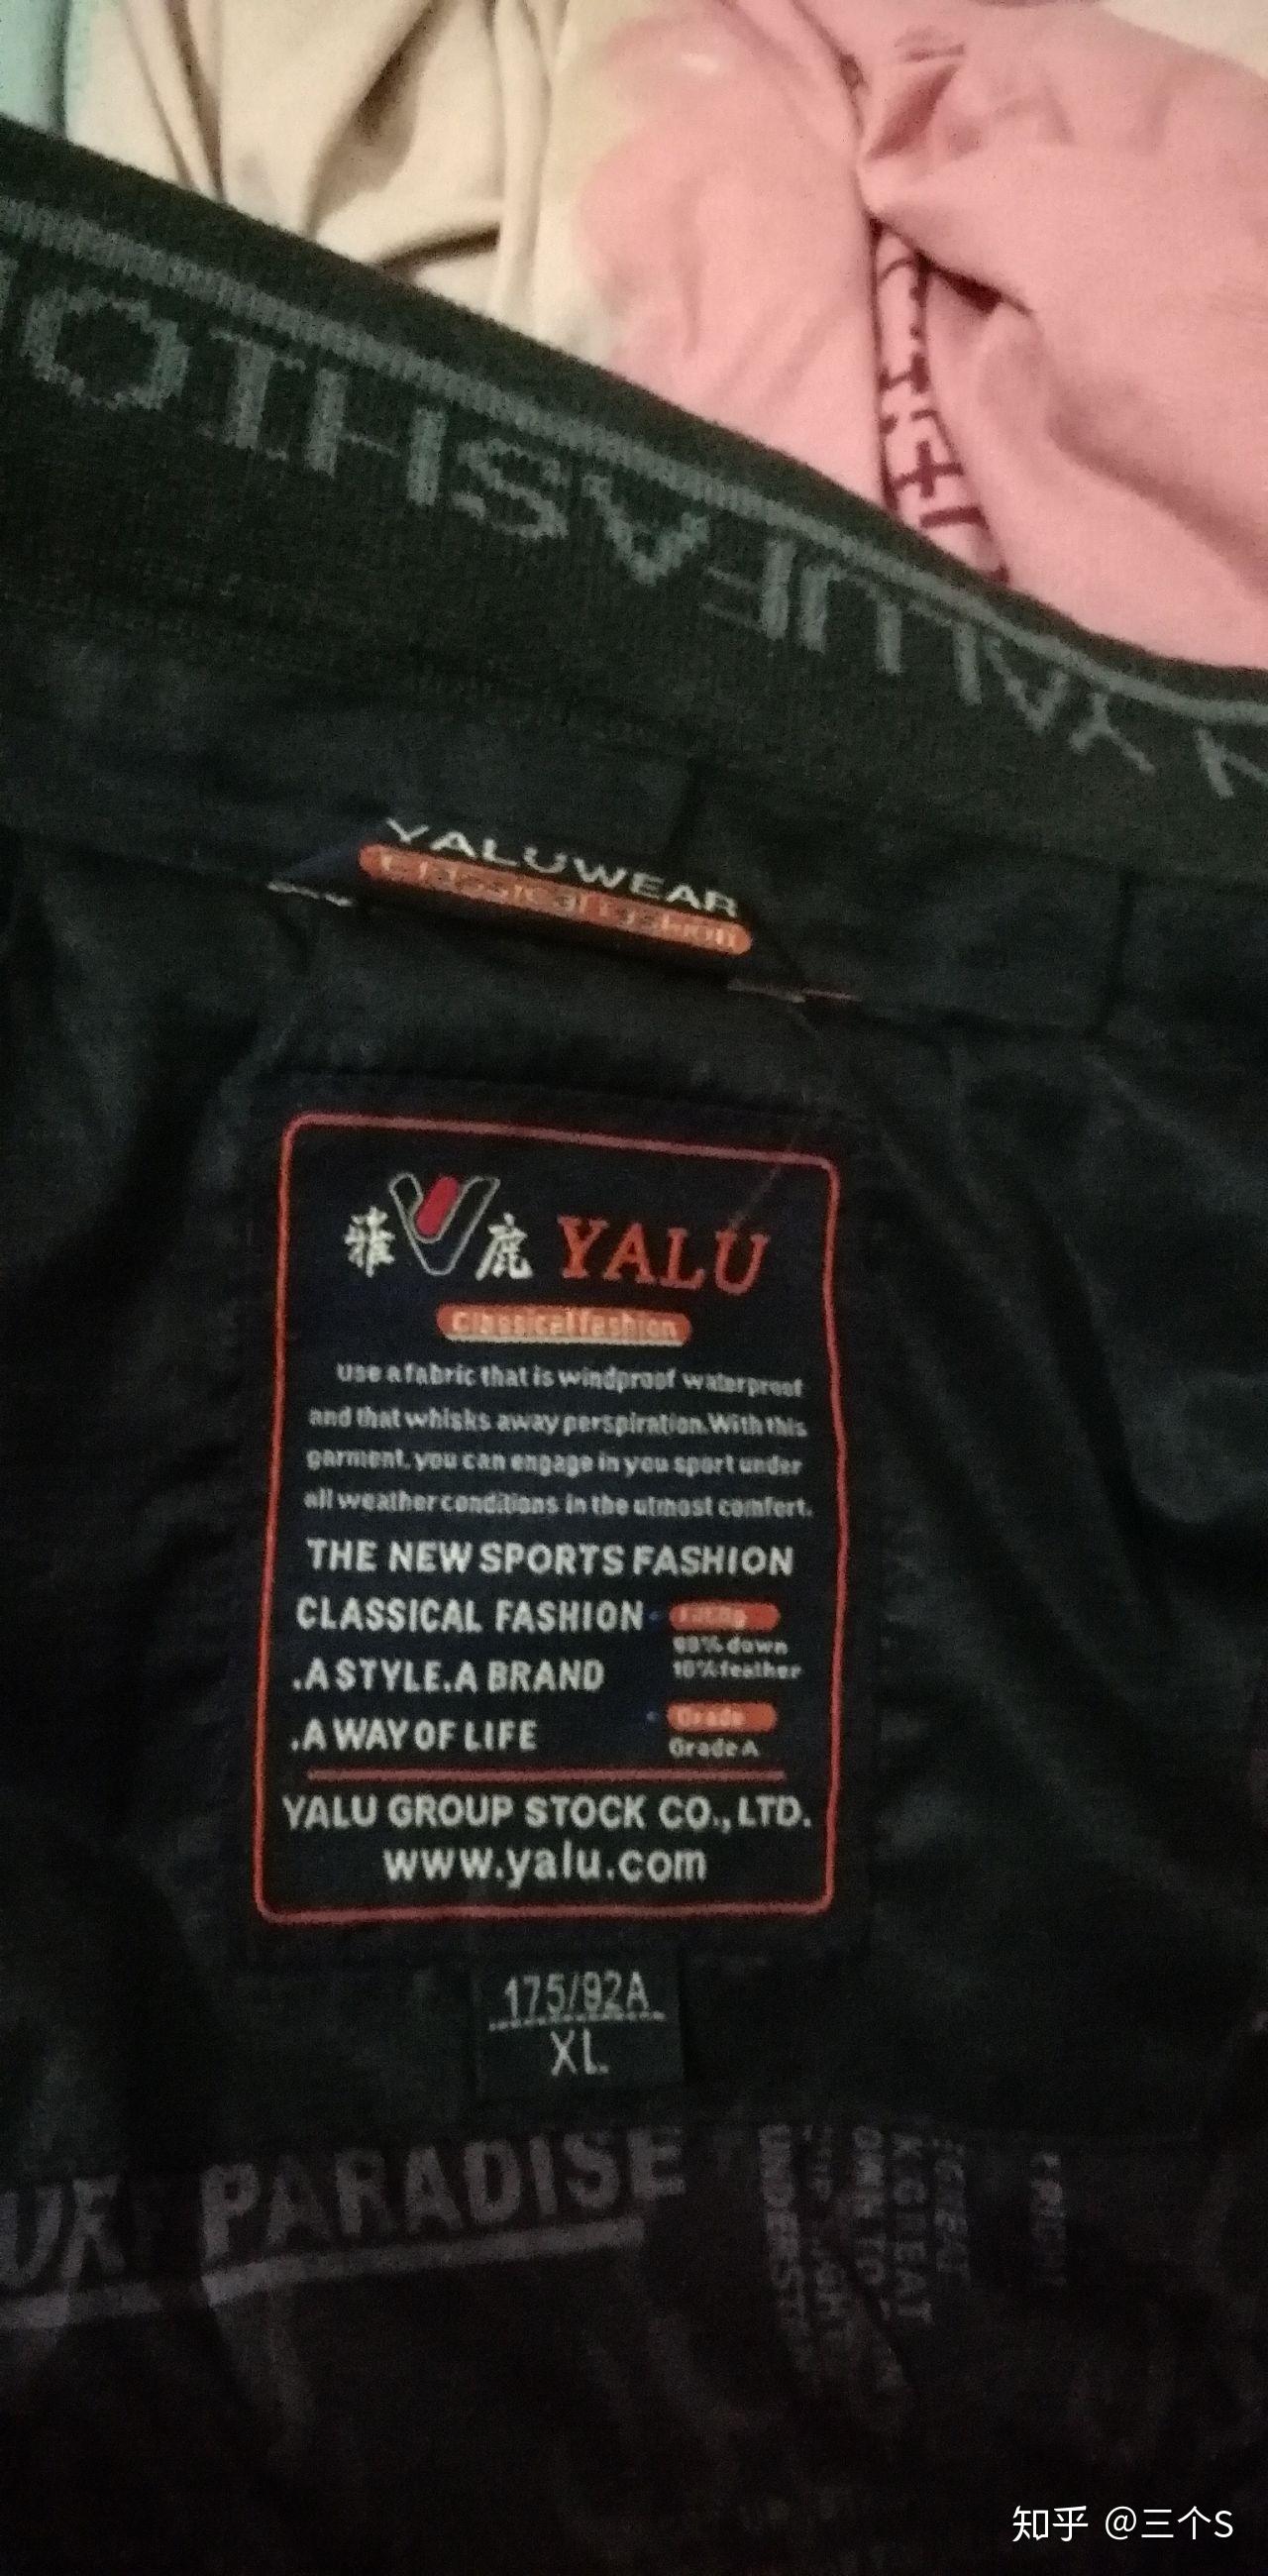 YALUWEAR
Classical fashion
雅鹿 YALU
Classical fashion
use a fabric that is windproof waterproof
and that whisks away perspiration. With this
garment. you can engage in you sport under
all weather conditions in the utmost comfort.
THE NEW SPORTS FASHION
CLASSICAL FASHION
.A STYLE.A BRAND
.A WAY OF LIFE
down
10% feather
Grade
Grade A
YALU GROUP STOCK CO., LTD.
www.yalu.com
175/92A
XL
PARADISE
知乎 @三个S